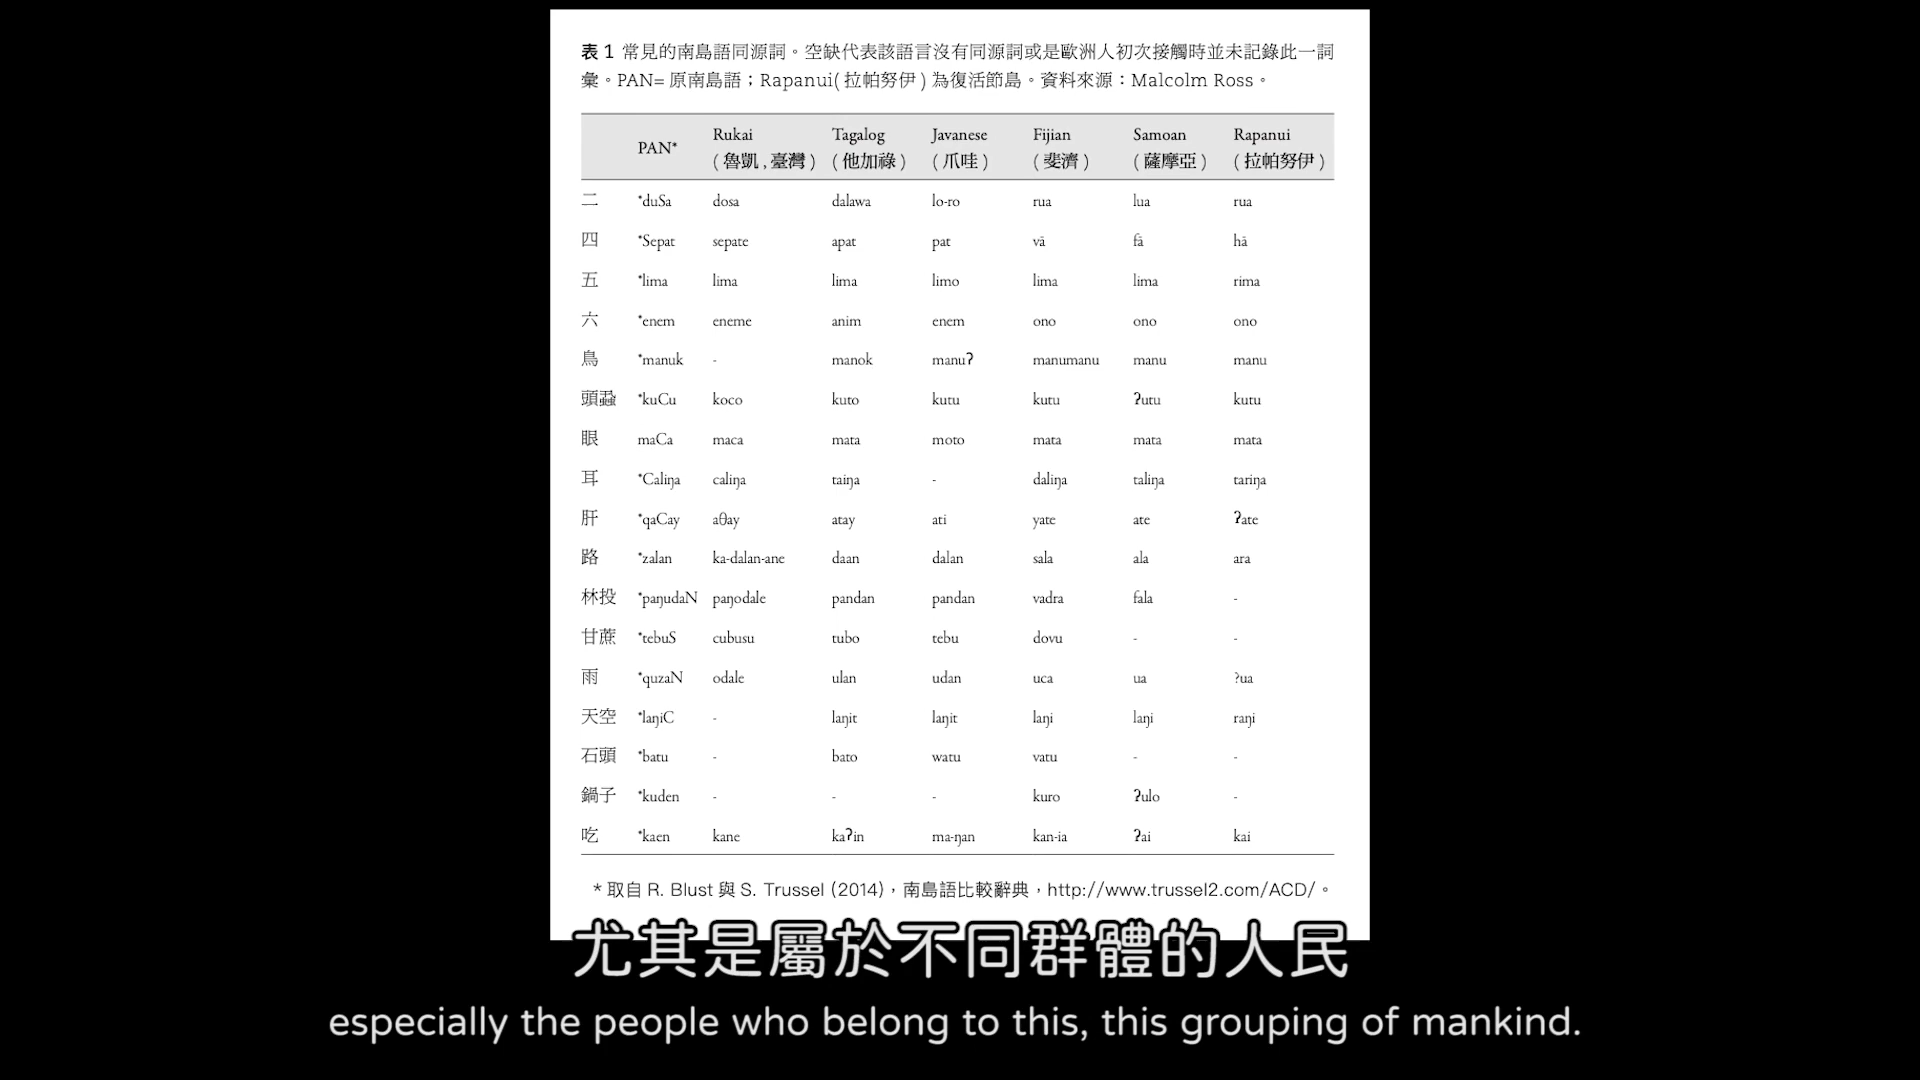 表 1 常見的南島語同源詞。空缺代表該語言沒有同源詞或是歐洲人初次接觸時並未記錄此一詞
彙。PAN= 原南島語；Rapanui( 拉帕努伊 ) 為復活節島。資料來源：Malcolm Ross。
PAN* Rukai ( 魯凱 , 臺灣 ) Tagalog ( 他加祿 ) Javanese ( 爪哇 ) Fijian ( 斐濟 ) Samoan ( 薩摩亞 ) Rapanui ( 拉帕努伊 )
二 *duSa dosa dalawa lo-ro rua lua rua
四 *Sepat sepate apat pat vā fā hā
五 *lima lima lima limo lima lima rima
六 *enem eneme anim enem ono ono ono
鳥 *manuk - manok manuʔ manumanu manu manu
頭蝨 *kuCu koco kuto kutu kutu ʔutu kutu
眼 maCa maca mata moto mata mata mata
耳 *Caliŋa caliŋa taiŋa - daliŋa taliŋa tariŋa
肝 *qaCay aθay atay ati yate ate ʔate
路 *zalan ka-dalan-ane daan dalan sala ala ara
林投 *paŋudaN paŋodale pandan pandan vadra fala -
甘蔗 *tebuS cubusu tubo tebu dovu - -
雨 *quzaN odale ulan udan uca ua ?ua
天空 *laŋiC - laŋit laŋit laŋi laŋi raŋi
石頭 *batu - bato watu vatu - -
鍋子 *kuden - - - kuro ʔulo -
吃 *kaen kane kaʔin ma-ŋan kan-ia ʔai kai
* 取自 R. Blust 與 S. Trussel (2014)，南島語比較辭典，http://www.trussel2.com/ACD/。
尤其是屬於不同群體的人民
especially the people who belong to this, this grouping of mankind.